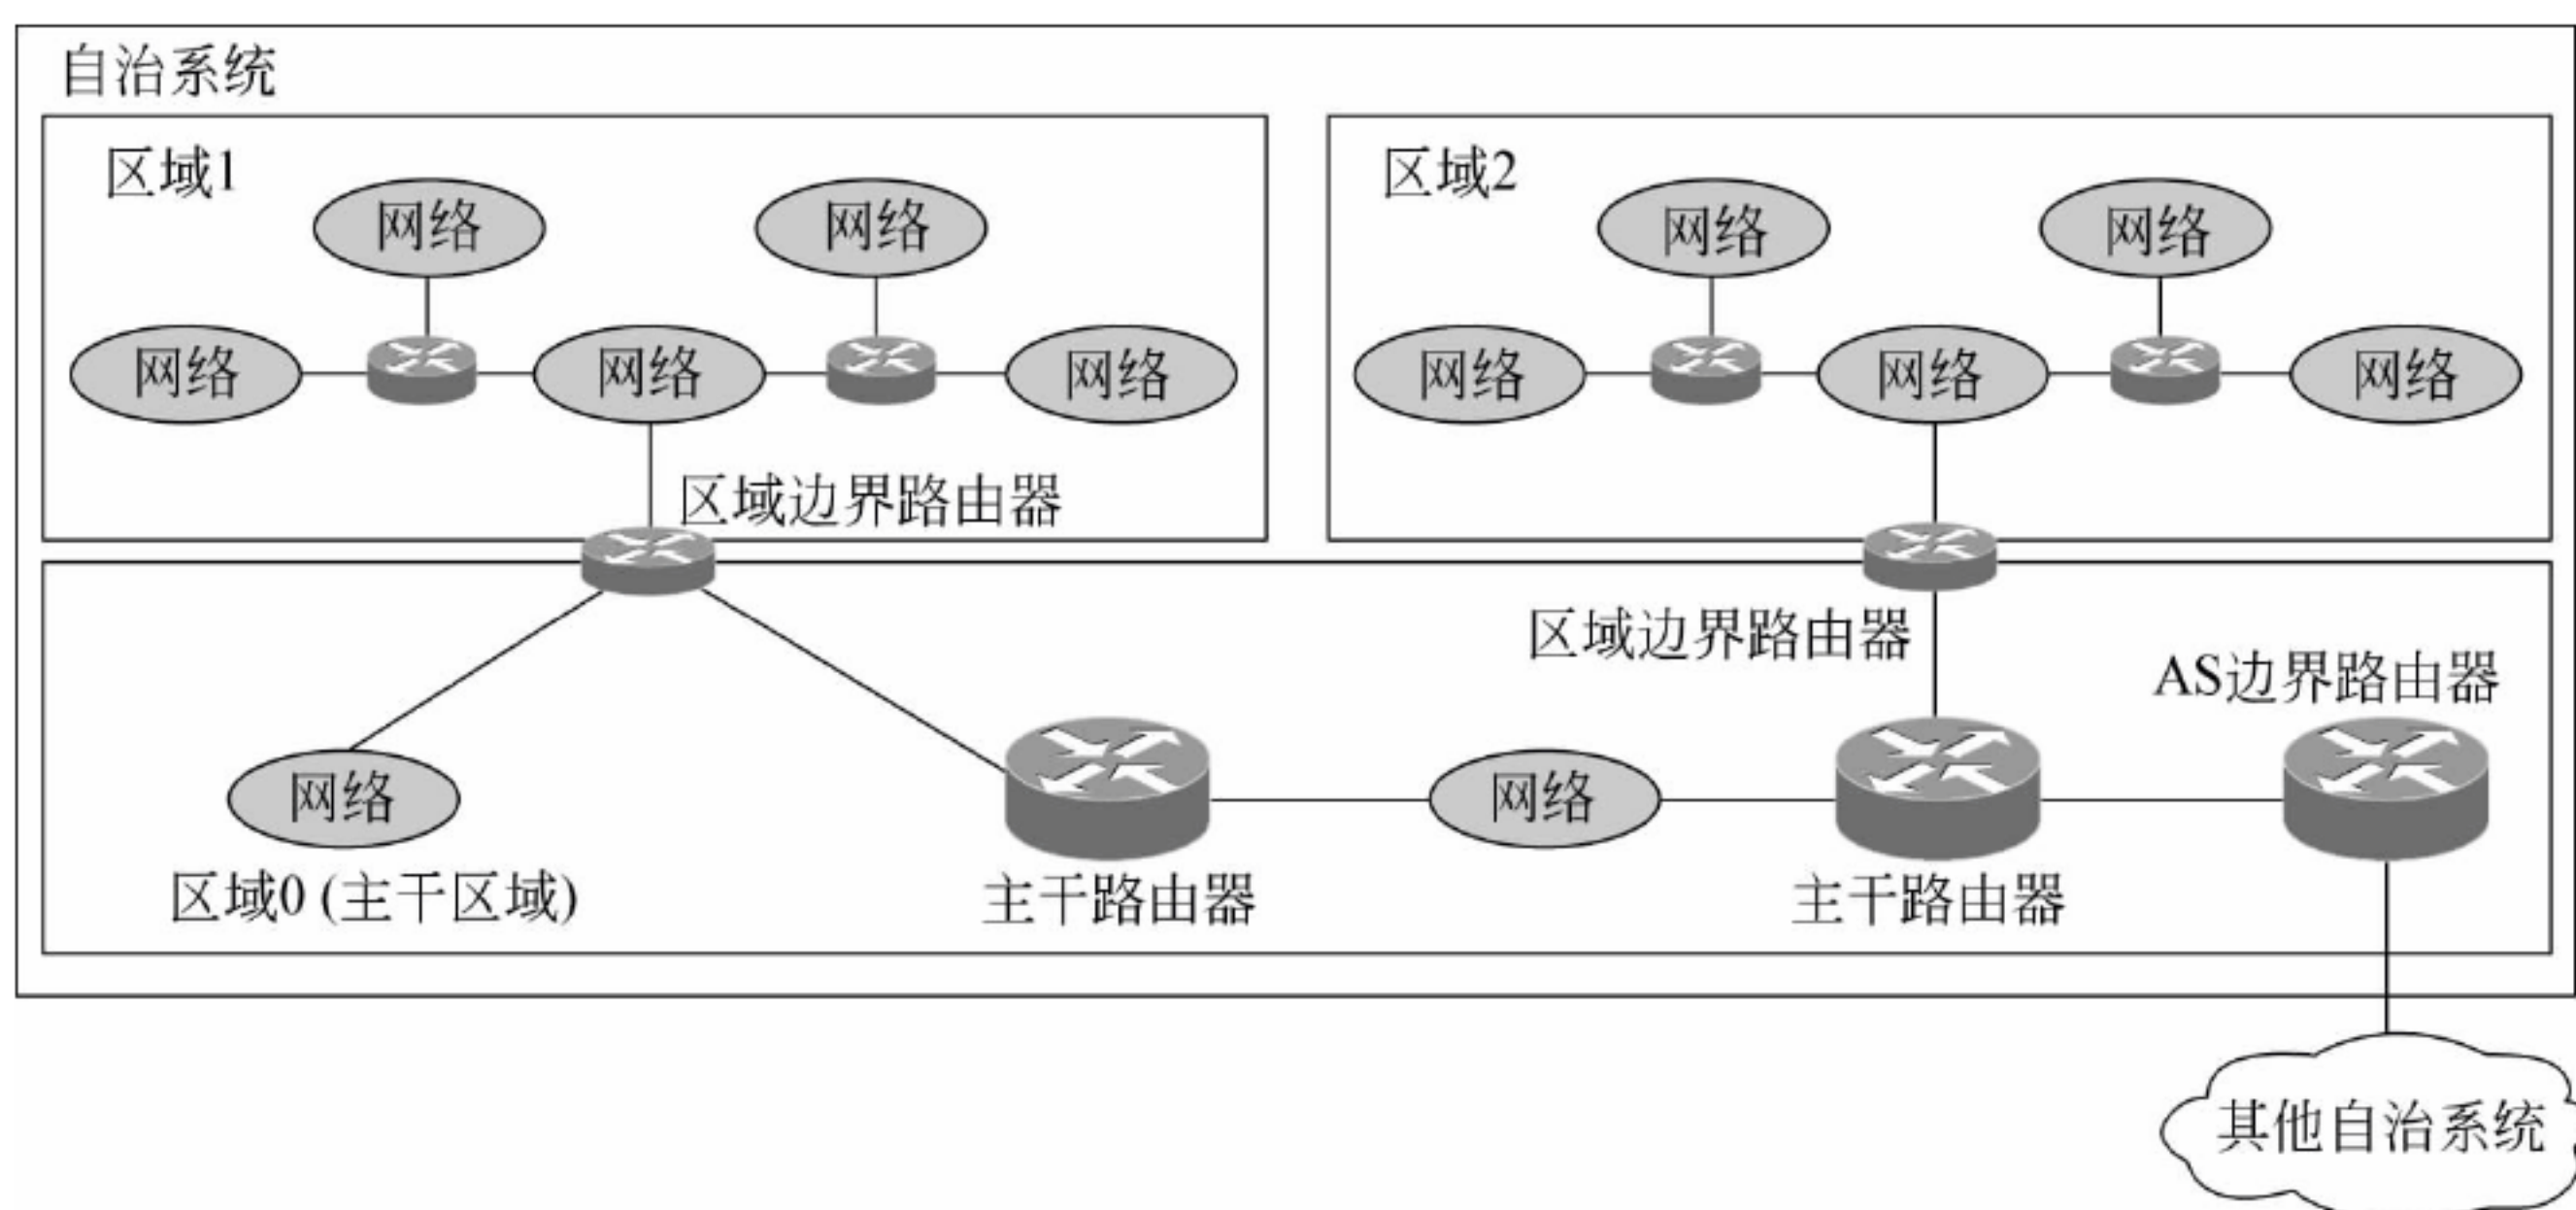 自治系统
区域1
区域2
网络
网络
网络
网络
网络
网络
网络
网络
网络
网络
区域边界路由器
区域边界路由器
AS边界路由器
网络
网络
区域0 (主干区域)
主干路由器
主干路由器
其他自治系统